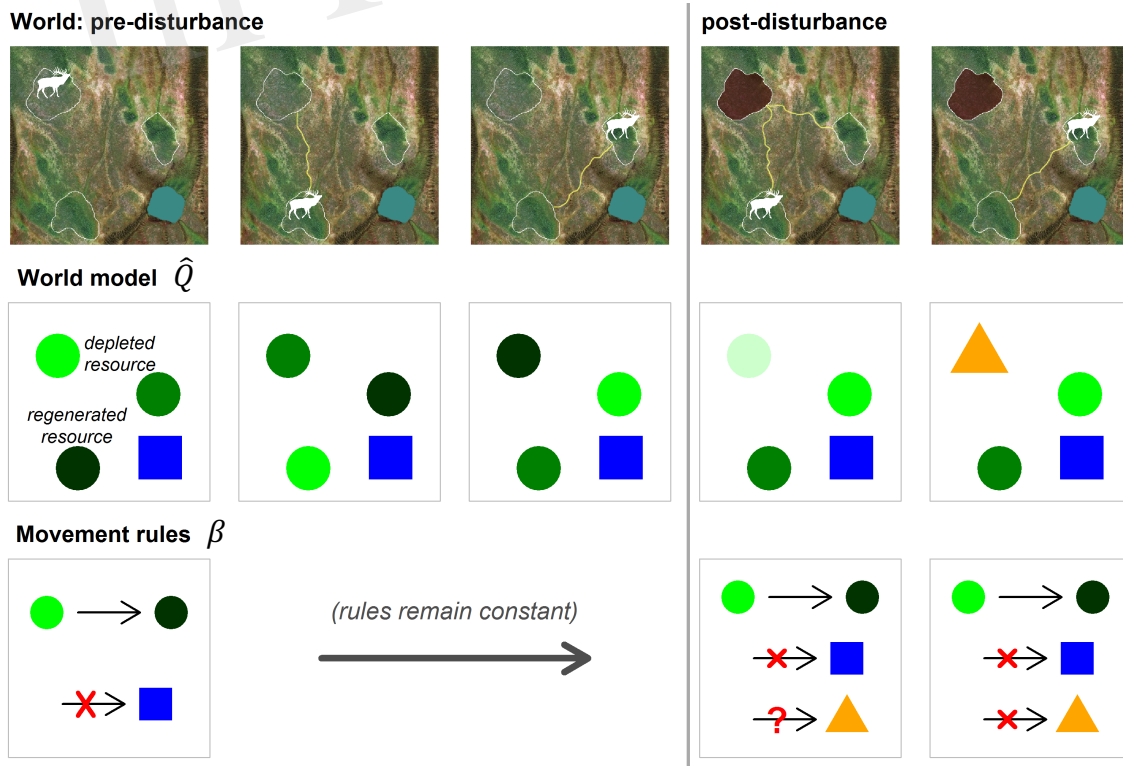 World: pre-disturbance
post-disturbance
World model Q̂
depleted
resource
regenerated
resource
Movement rules β
(rules remain constant)
?